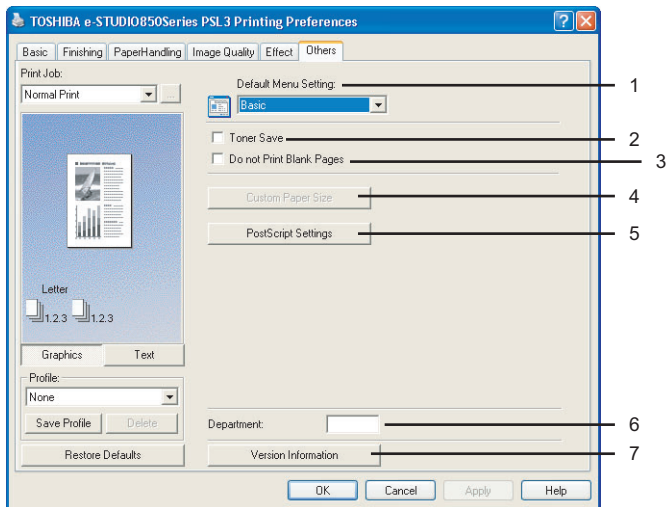 TOSHIBA e-STUDIO850Series PSL3 Printing Preferences
Basic Finishing PaperHandling Image Quality Effect Others
Print Job:
Normal Print
...
Default Menu Setting:
1
Basic
Toner Save
2
Do not Print Blank Pages
3
Custom Paper Size
4
PostScript Settings
5
Letter
1.2.3 1.2.3
Graphics Text
Profile:
None
Save Profile Delete
Restore Defaults
Department:
6
Version Information
7
OK Cancel Apply Help